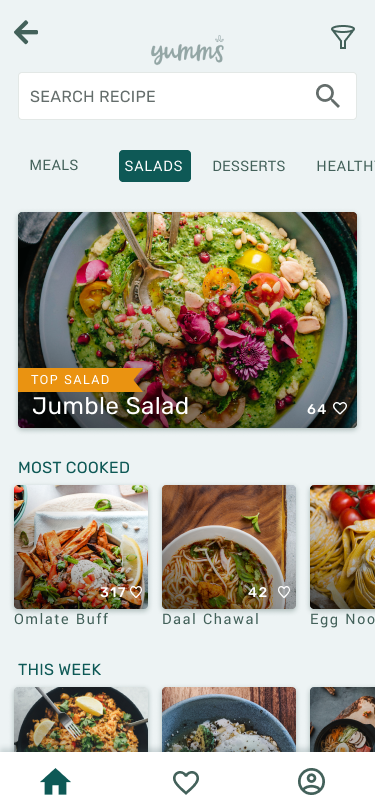 yumms
SEARCH RECIPE
MEALS SALADS DESSERTS HEALTH
TOP SALAD
Jumble Salad 64
MOST COOKED
317 42
Omlate Buff Daal Chawal Egg Noo
THIS WEEK